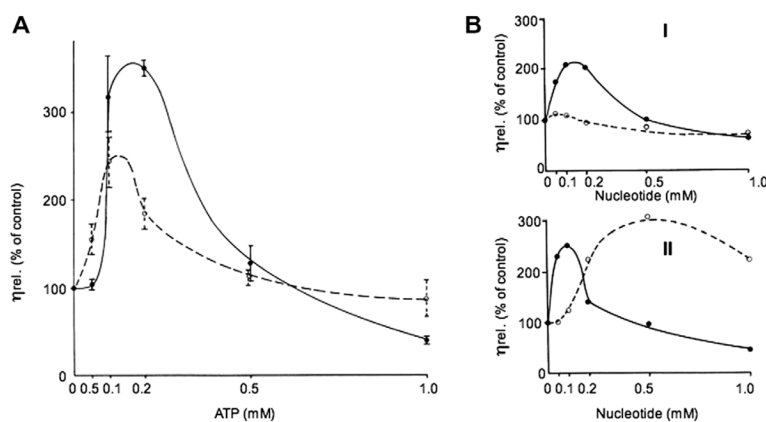 A
ηrel. (% of control)
300
200
100
0
0 0.5 0.1 0.2 0.5 1.0
ATP (mM)
B
I
ηrel. (% of control)
300
200
100
0
0 0.1 0.2 0.5 1.0
Nucleotide (mM)
II
ηrel. (% of control)
300
200
100
0
0 0.1 0.2 0.5 1.0
Nucleotide (mM)